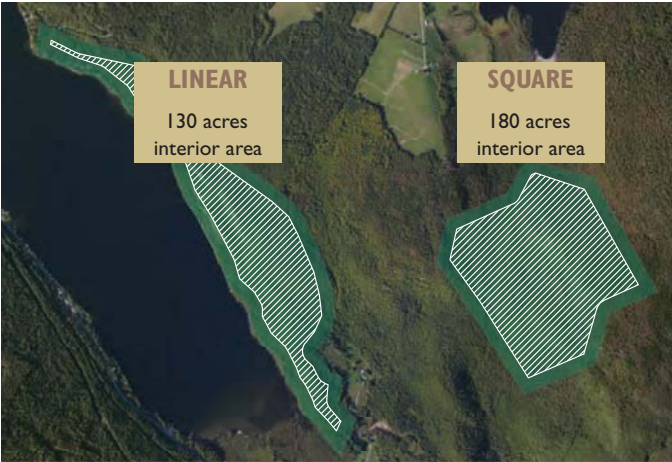 LINEAR
130 acres
interior area
SQUARE
180 acres
interior area